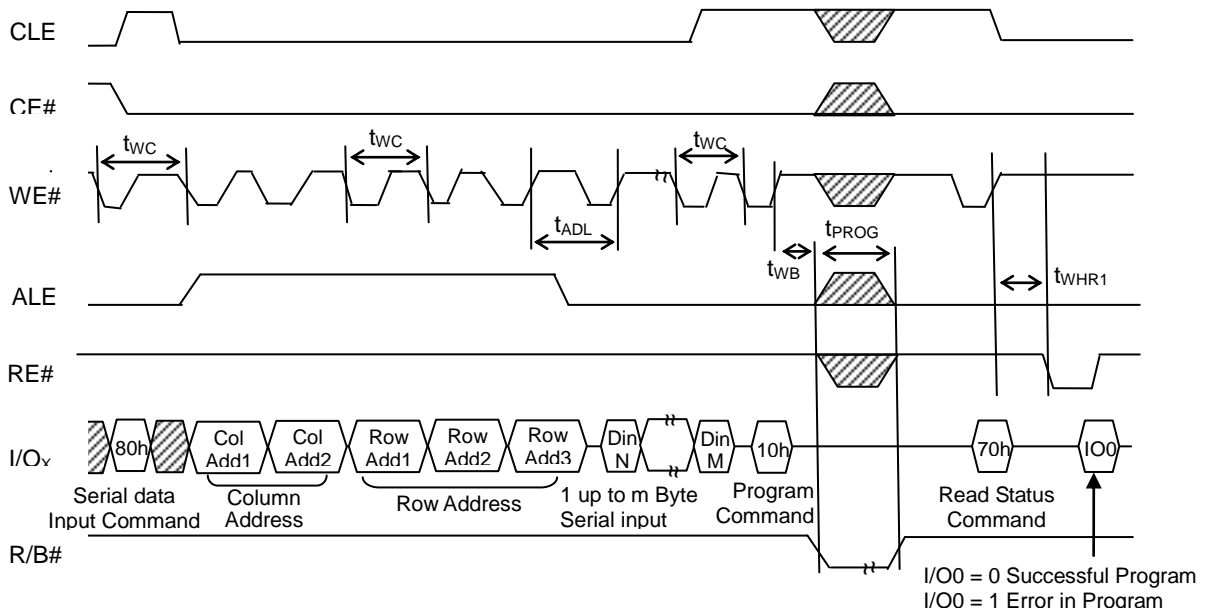 CLE
CE#
tWC
tWC
tWC
WE#
tADL
tPROG
tWB
tWHR1
ALE
RE#
I/Ox
80h
Col Add1
Col Add2
Row Add1
Row Add2
Row Add3
Din N
Din M
10h
70h
IO0
Serial data
Input Command
Column
Address
Row Address
1 up to m Byte
Serial input
Program
Command
Read Status
Command
R/B#
I/O0 = 0 Successful Program
I/O0 = 1 Error in Program